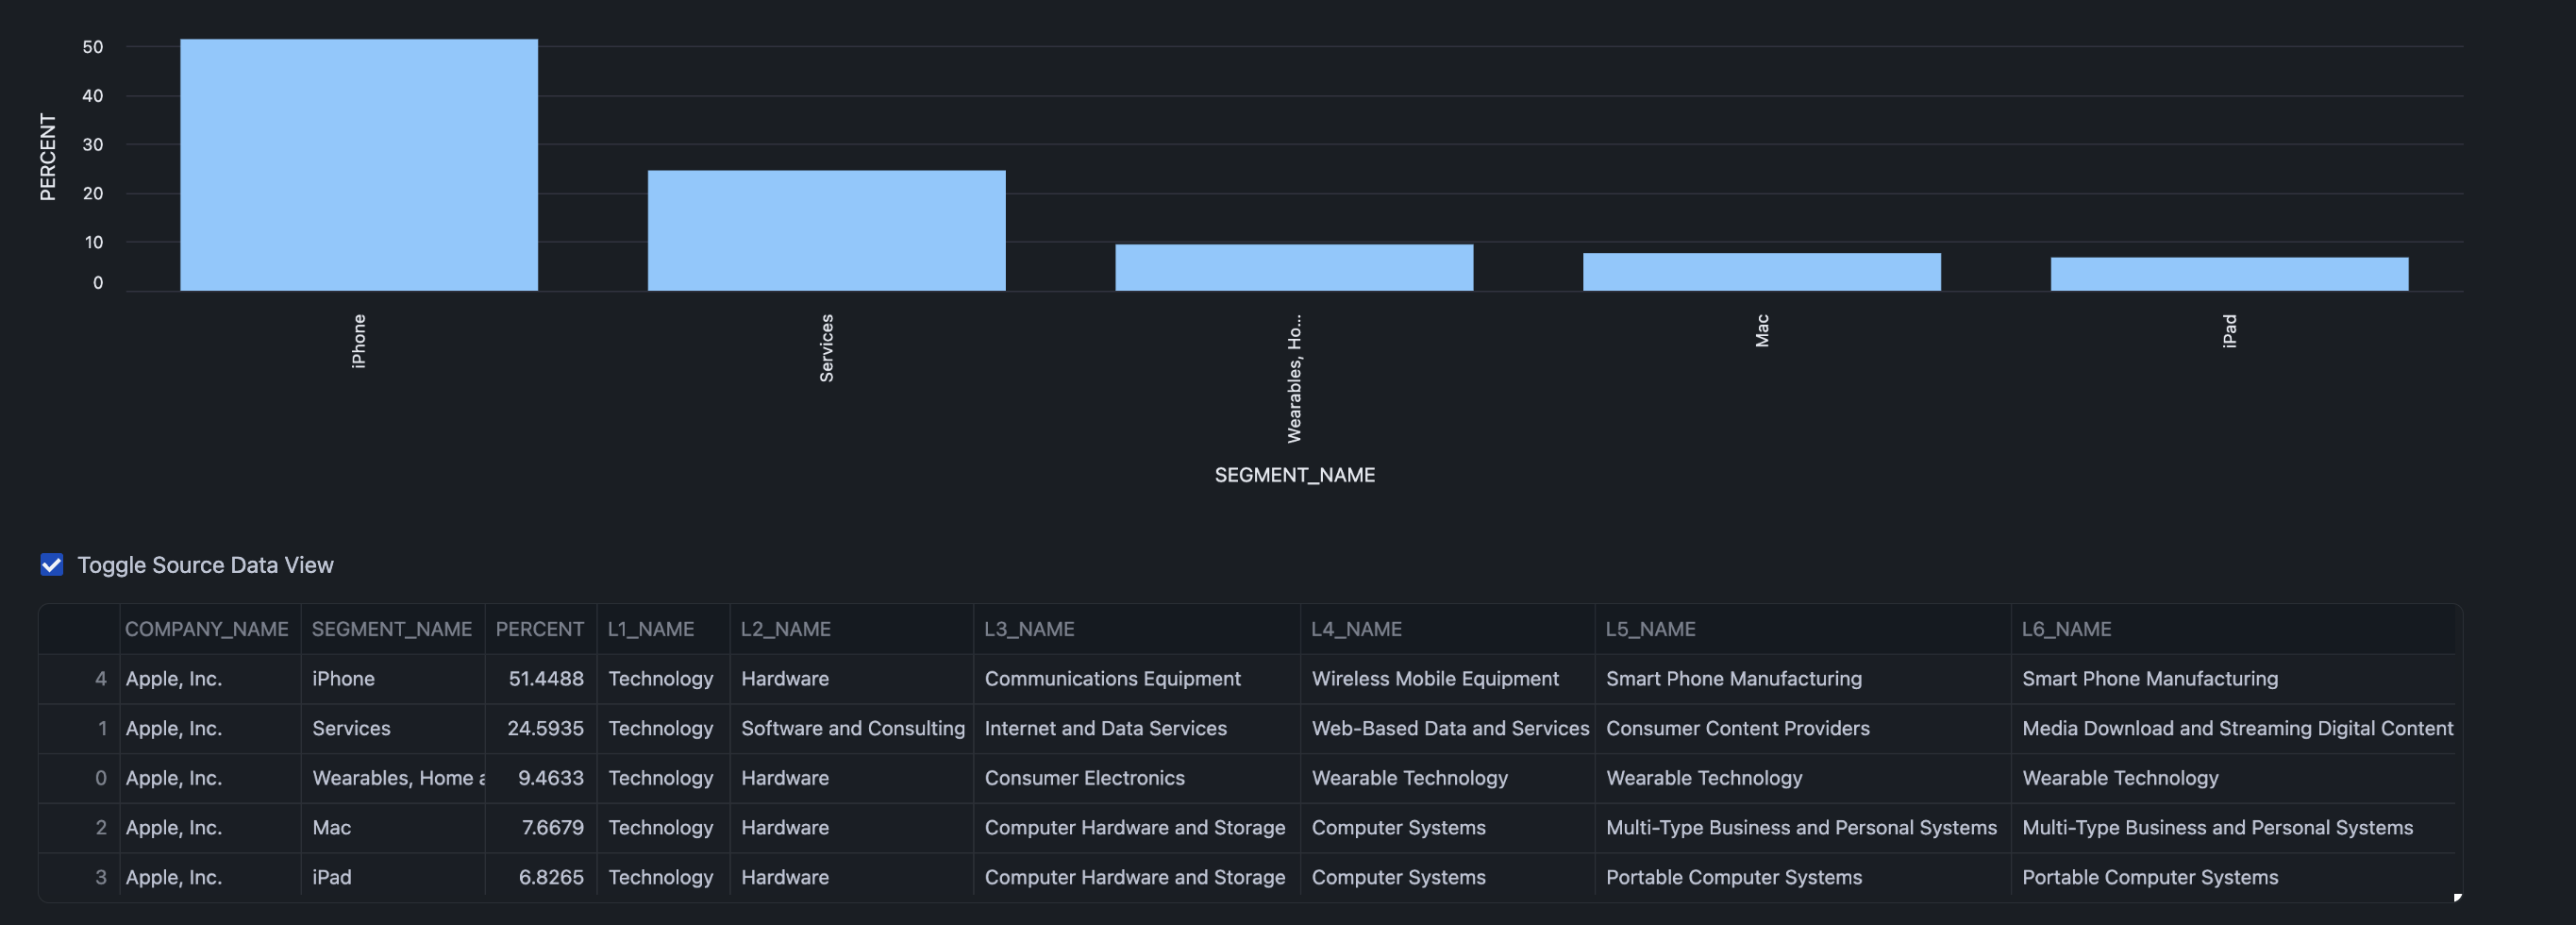 50
40
30
20
10
0
PERCENT
iPhone
Services
Wearables, Ho...
Mac
iPad
SEGMENT_NAME
Toggle Source Data View
COMPANY_NAME SEGMENT_NAME PERCENT L1_NAME L2_NAME L3_NAME L4_NAME L5_NAME L6_NAME
4 Apple, Inc. iPhone 51.4488 Technology Hardware Communications Equipment Wireless Mobile Equipment Smart Phone Manufacturing Smart Phone Manufacturing
1 Apple, Inc. Services 24.5935 Technology Software and Consulting Internet and Data Services Web-Based Data and Services Consumer Content Providers Media Download and Streaming Digital Content
0 Apple, Inc. Wearables, Home a 9.4633 Technology Hardware Consumer Electronics Wearable Technology Wearable Technology Wearable Technology
2 Apple, Inc. Mac 7.6679 Technology Hardware Computer Hardware and Storage Computer Systems Multi-Type Business and Personal Systems Multi-Type Business and Personal Systems
3 Apple, Inc. iPad 6.8265 Technology Hardware Computer Hardware and Storage Computer Systems Portable Computer Systems Portable Computer Systems